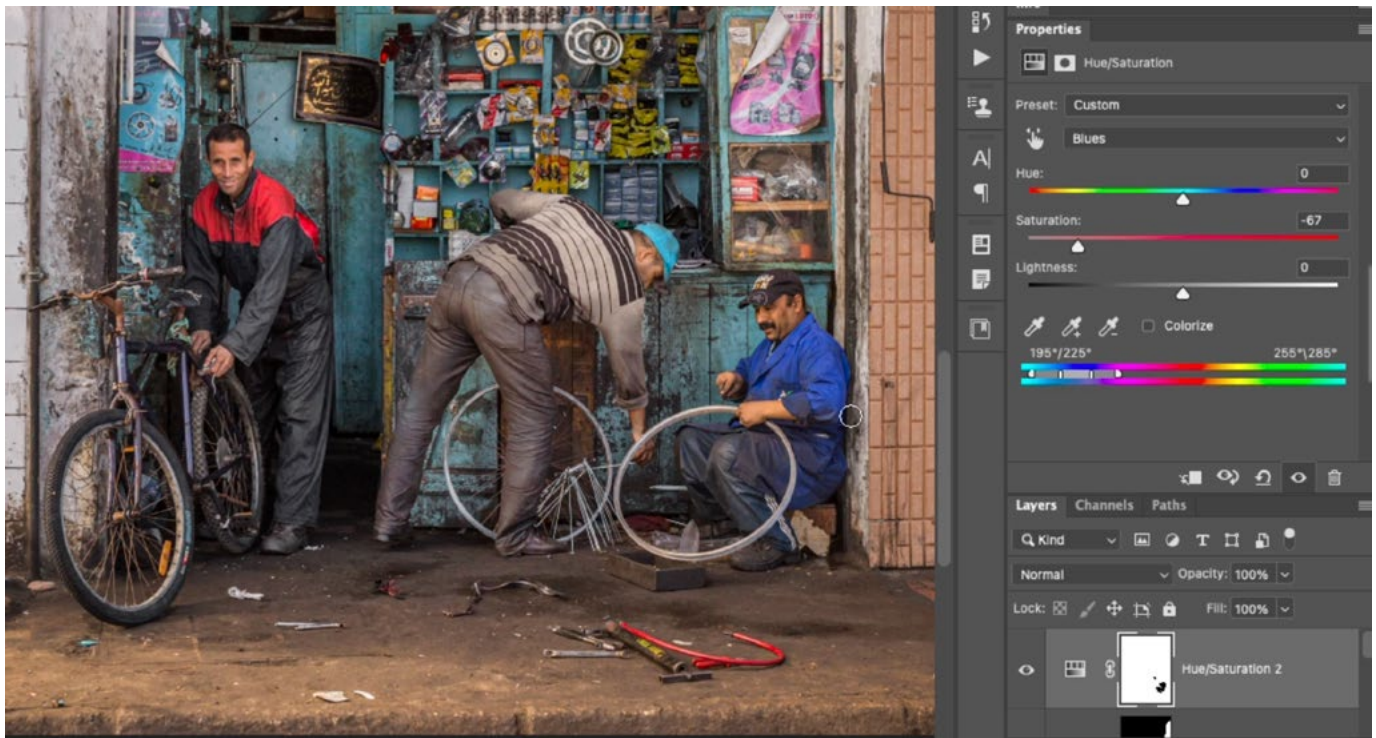 Properties
Hue/Saturation
Preset: Custom
Blues
Hue: 0
Saturation: -67
Lightness: 0
Colorize
195°/225° 255°\285°
Layers Channels Paths
Kind
Normal Opacity: 100%
Lock: Fill: 100%
Hue/Saturation 2